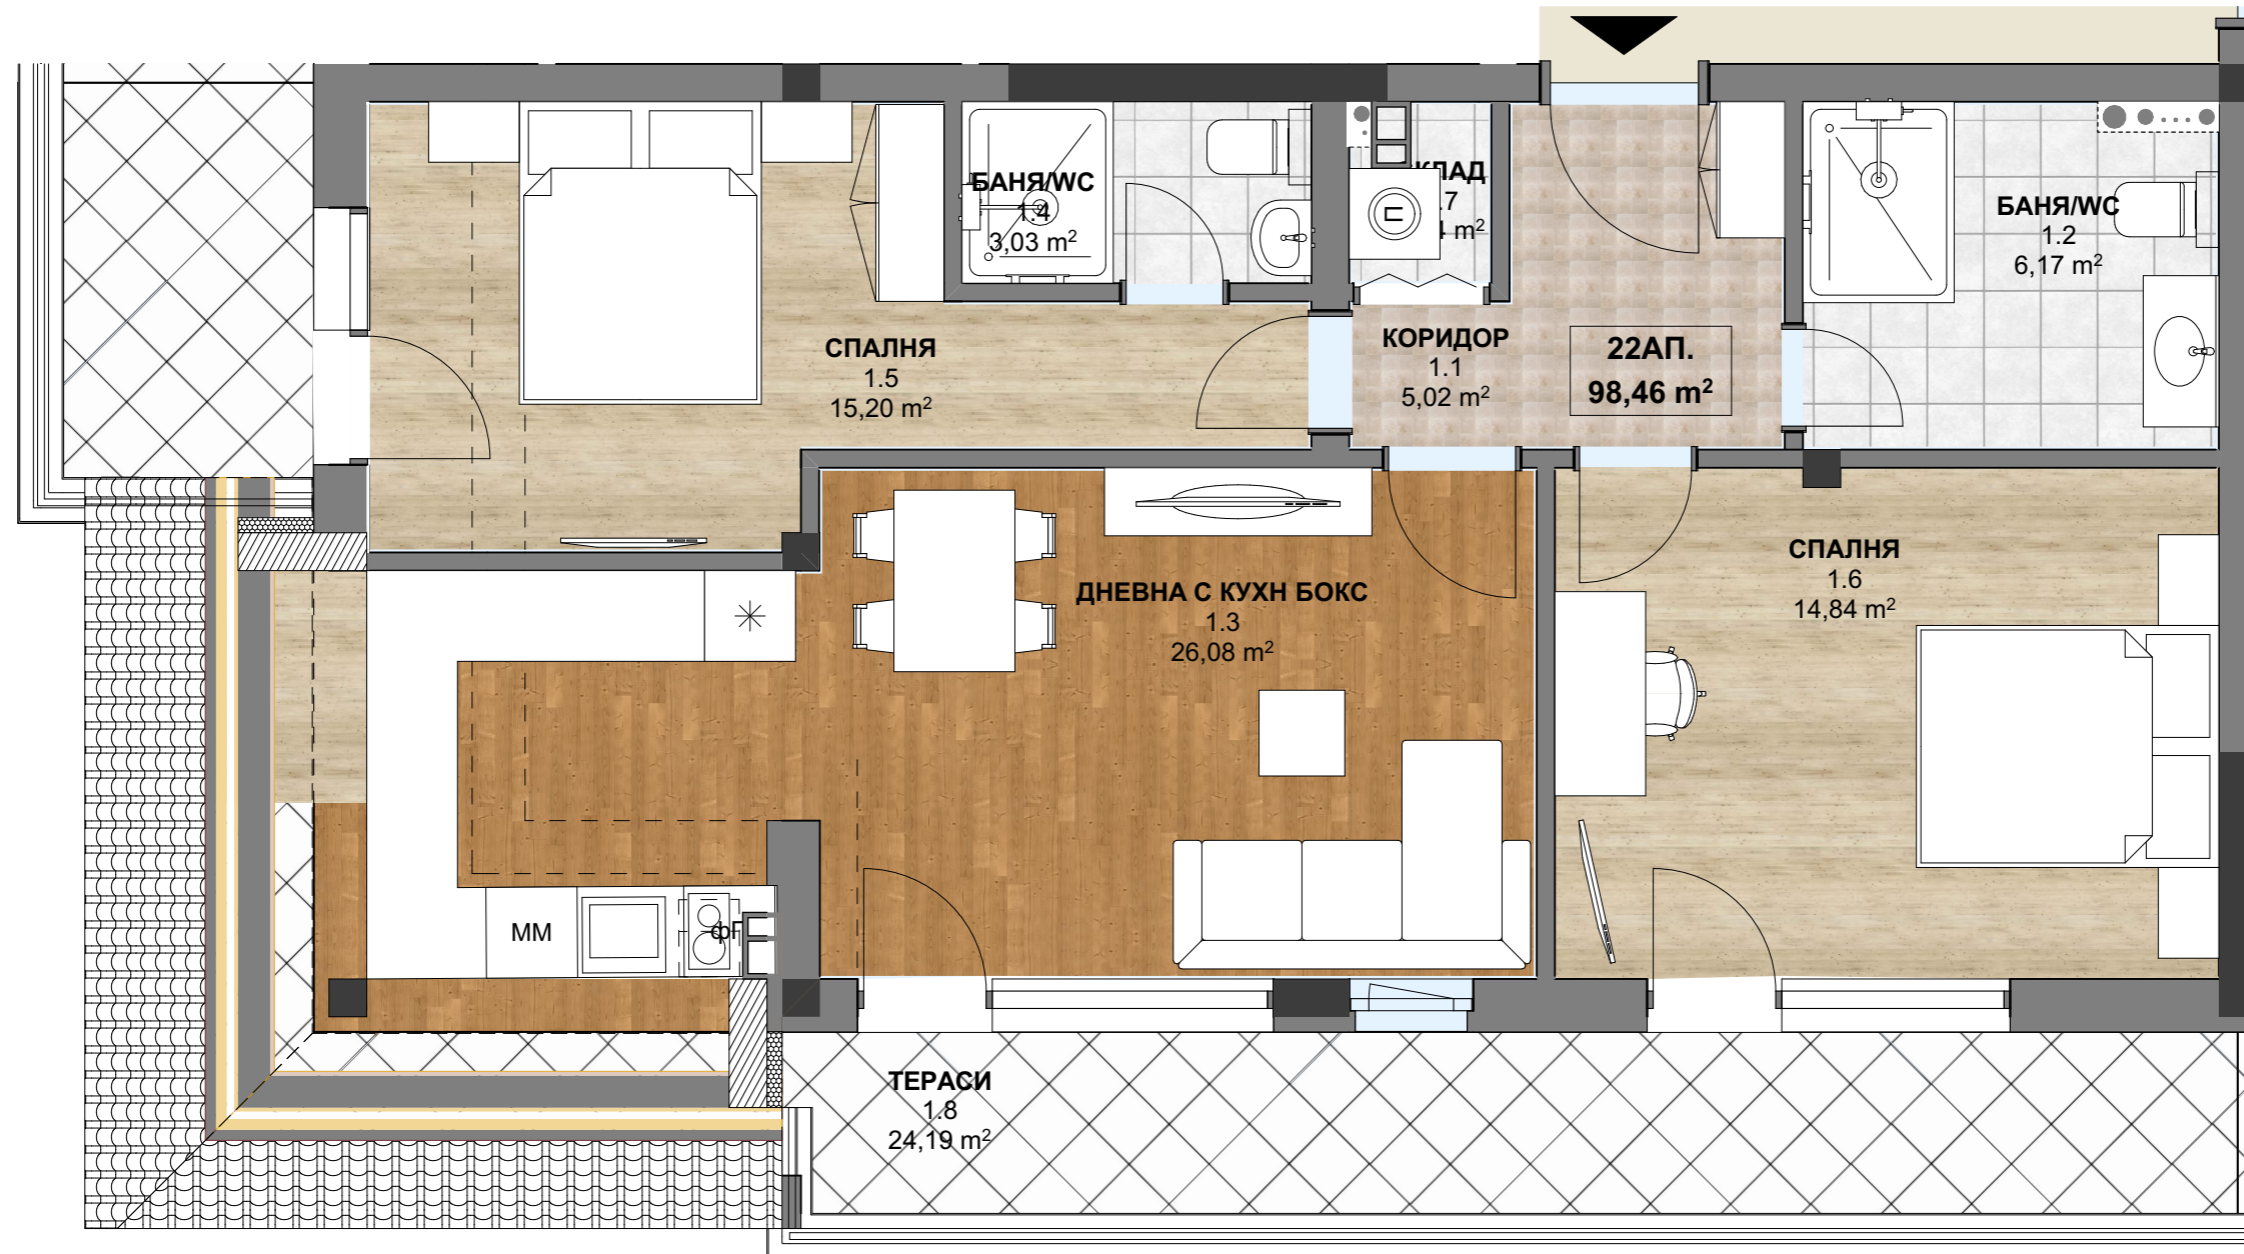 БАНЯ/WC
1.4
3,03 m²
БАНЯ/WC
1.2
6,17 m²
СПАЛНЯ
1.5
15,20 m²
КОРИДОР
1.1
5,02 m²
22АП.
98,46 m²
ДНЕВНА С КУХН БОКС
1.3
26,08 m²
СПАЛНЯ
1.6
14,84 m²
ММ
ТЕРАСИ
1.8
24,19 m²